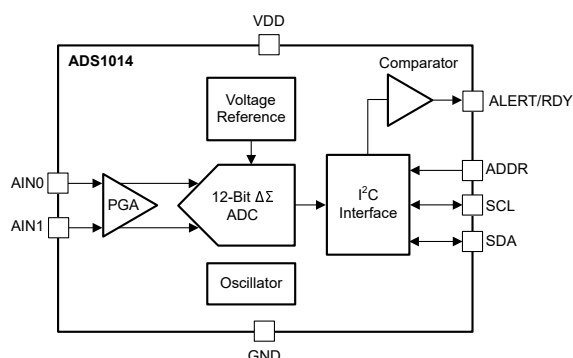 VDD
ADS1014
Comparator
Voltage
Reference
ALERT/RDY
AIN0
PGA
12-Bit ΔΣ
ADC
I²C
Interface
ADDR
SCL
AIN1
SDA
Oscillator
GND